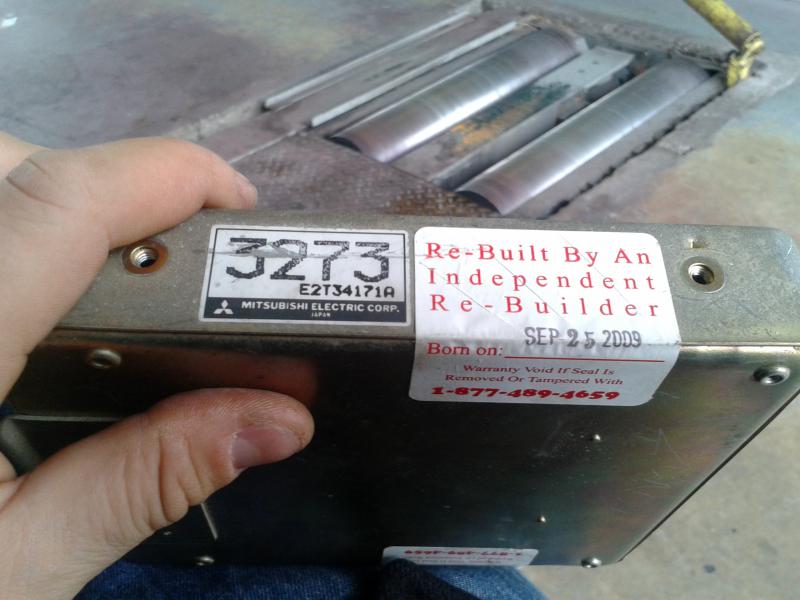 3273
E2T34171A
MITSUBISHI ELECTRIC CORP.
JAPAN
Re-Built By An
Independent
Re-Builder
Born on: SEP 25 2009
Warranty Void If Seal Is
Removed Or Tampered With
1-877-489-4659